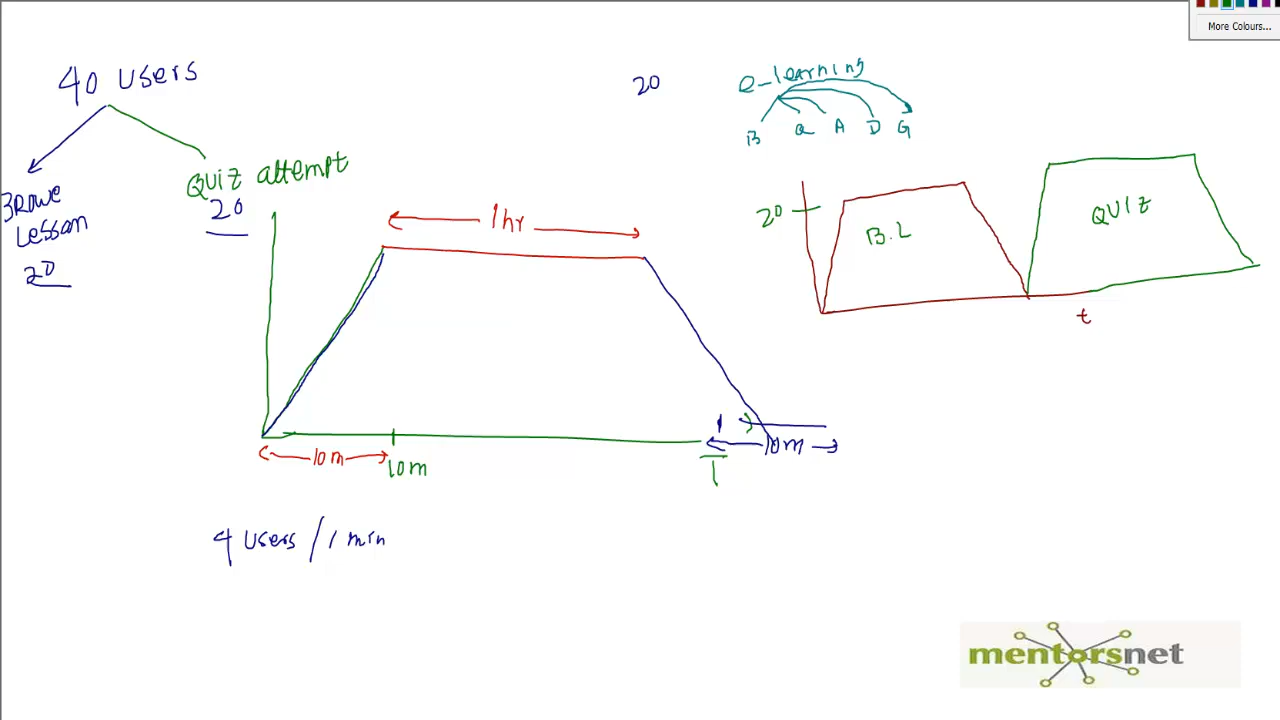 More Colours...
40 users
20
e-learning
B Q A D G
Quiz attempt
20
3rowe
Lesson
20
1hr
20
B.L
QUIZ
t
10m
10m
10m
T
4 users / 1 min
mentorsnet